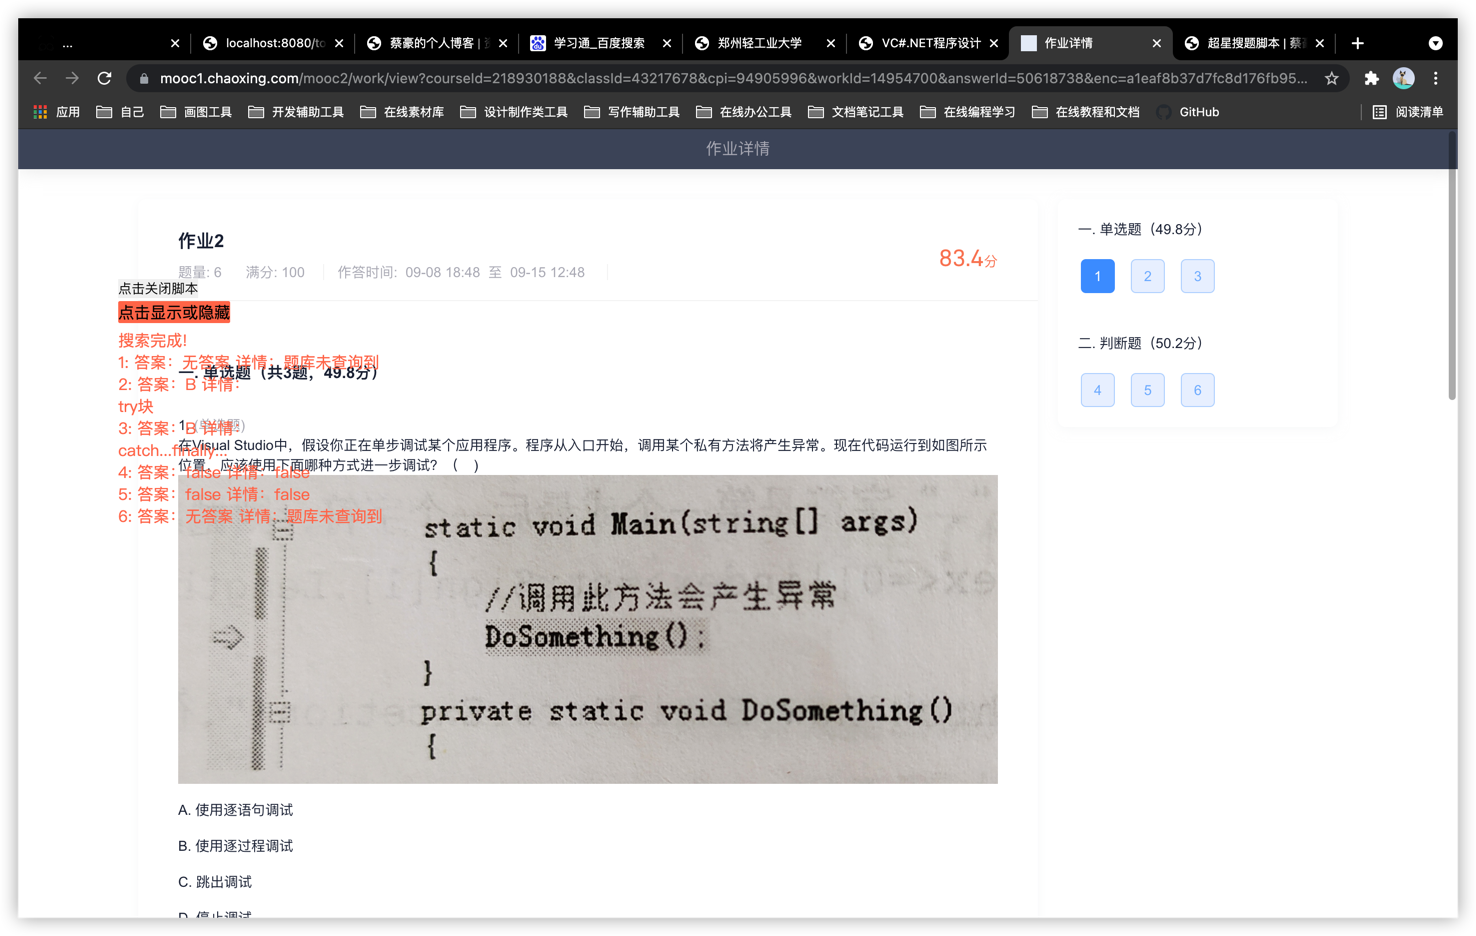 ...
localhost:8080/to
蔡豪的个人博客 |
学习通_百度搜索
郑州轻工业大学
VC#.NET程序设计
作业详情
超星搜题脚本 | 蔡
mooc1.chaoxing.com/mooc2/work/view?courseId=218930188&classId=43217678&cpi=94905996&workId=14954700&answerId=50618738&enc=a1eaf8b37d7fc8d176fb95...
应用
自己
画图工具
开发辅助工具
在线素材库
设计制作类工具
写作辅助工具
在线办公工具
文档笔记工具
在线编程学习
在线教程和文档
GitHub
阅读清单
作业详情
作业2
83.4分
题量: 6 满分: 100 作答时间: 09-08 18:48 至 09-15 12:48
点击关闭脚本
点击显示或隐藏
搜索完成!
1: 答案：无答案 详情：题库未查询到
2: 答案：B 详情：
try块
3: 答案：B 详情：
catch...finally...
4: 答案：false 详情：false
5: 答案：false 详情：false
6: 答案：无答案 详情：题库未查询到
一. 单选题（共3题，49.8分）
1. (单选题)
在Visual Studio中，假设你正在单步调试某个应用程序。程序从入口开始，调用某个私有方法将产生异常。现在代码运行到如图所示
位置，应该使用下面哪种方式进一步调试？（ ）
static void Main(string[] args)
{
//调用此方法会产生异常
DoSomething();
}
private static void DoSomething()
{
A. 使用逐语句调试
B. 使用逐过程调试
C. 跳出调试
D. 停止调试
一. 单选题（49.8分）
1 2 3
二. 判断题（50.2分）
4 5 6